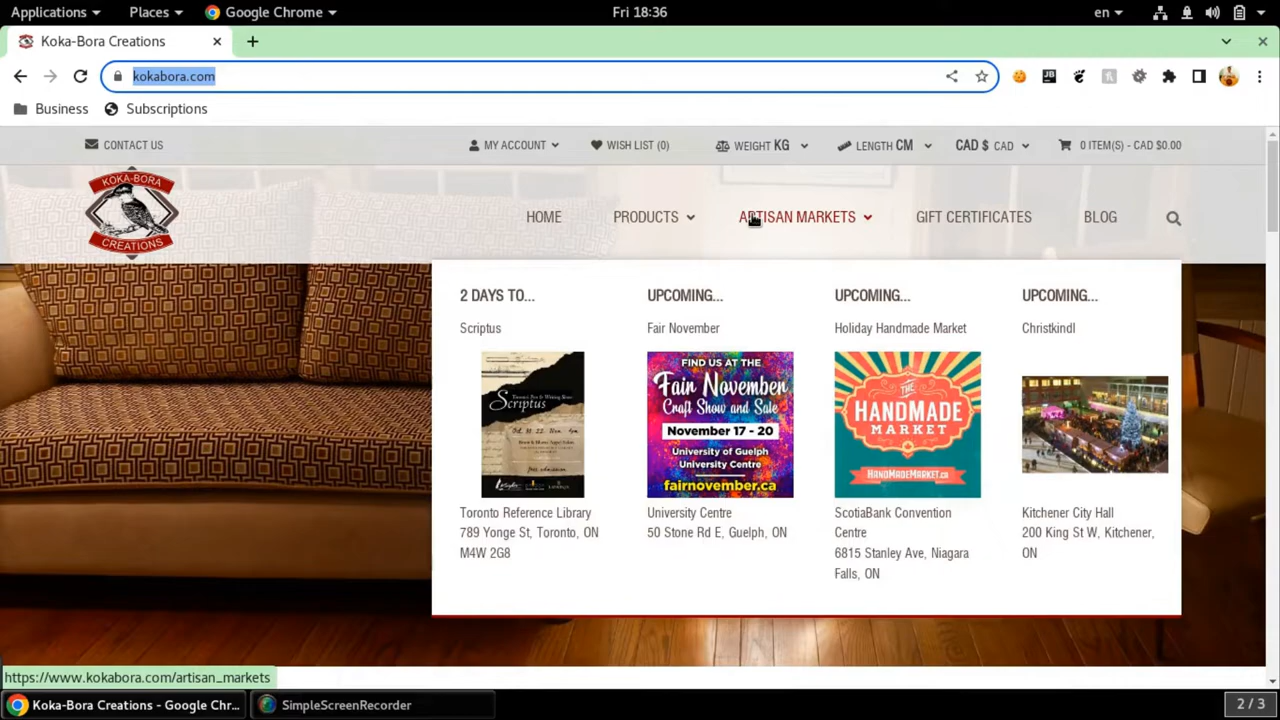 Applications Places Google Chrome Fri 18:36 en
Koka-Bora Creations
kokabora.com
Business Subscriptions
CONTACT US MY ACCOUNT WISH LIST (0) WEIGHT KG LENGTH CM CAD $ CAD 0 ITEM(S) - CAD $0.00
KOKA-BORA
CREATIONS
HOME PRODUCTS ARTISAN MARKETS GIFT CERTIFICATES BLOG
2 DAYS TO...
Scriptus
Scriptus
Toronto Reference Library
789 Yonge St, Toronto, ON
M4W 2G8
UPCOMING...
Fair November
FIND US AT THE
Fair November
Craft Show and Sale
November 17 - 20
University of Guelph
University Centre
fairnovember.ca
University Centre
50 Stone Rd E, Guelph, ON
UPCOMING...
Holiday Handmade Market
THE
HANDMADE
MARKET
HANDMADEMARKET.CA
ScotiaBank Convention
Centre
6815 Stanley Ave, Niagara
Falls, ON
UPCOMING...
Christkindl
Kitchener City Hall
200 King St W, Kitchener,
ON
https://www.kokabora.com/artisan_markets
Koka-Bora Creations - Google Chr... SimpleScreenRecorder 2 / 3